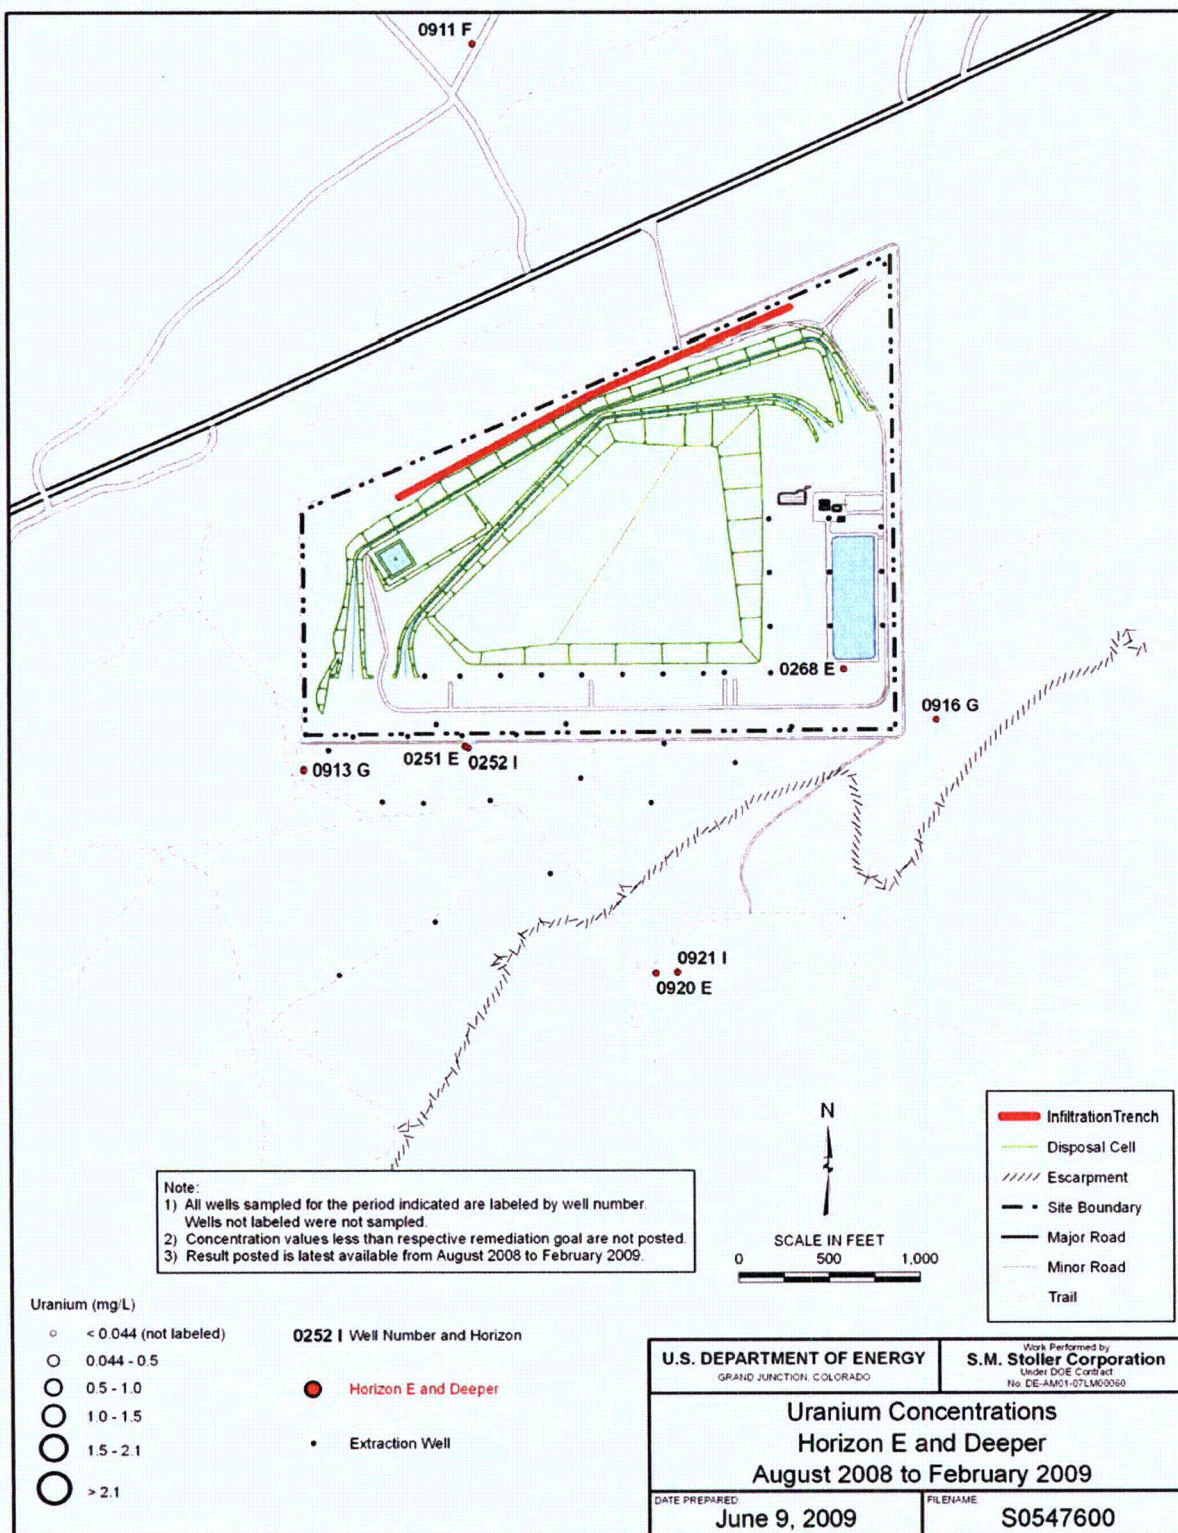 0911 F
0268 E
0916 G
0251 E
0252 I
0913 G
0921 I
0920 E
N
SCALE IN FEET
0 500 1,000
Note:
1) All wells sampled for the period indicated are labeled by well number.
Wells not labeled were not sampled.
2) Concentration values less than respective remediation goal are not posted.
3) Result posted is latest available from August 2008 to February 2009.
Infiltration Trench
Disposal Cell
Escarpment
Site Boundary
Major Road
Minor Road
Trail
Uranium (mg/L)
< 0.044 (not labeled)
0.044 - 0.5
0.5 - 1.0
1.0 - 1.5
1.5 - 2.1
> 2.1
0252 I Well Number and Horizon
Horizon E and Deeper
Extraction Well
U.S. DEPARTMENT OF ENERGY
GRAND JUNCTION, COLORADO
Work Performed by
S.M. Stoller Corporation
Under DOE Contract
No. DE-AM01-07LM00060
Uranium Concentrations
Horizon E and Deeper
August 2008 to February 2009
DATE PREPARED
June 9, 2009
FILENAME
S0547600